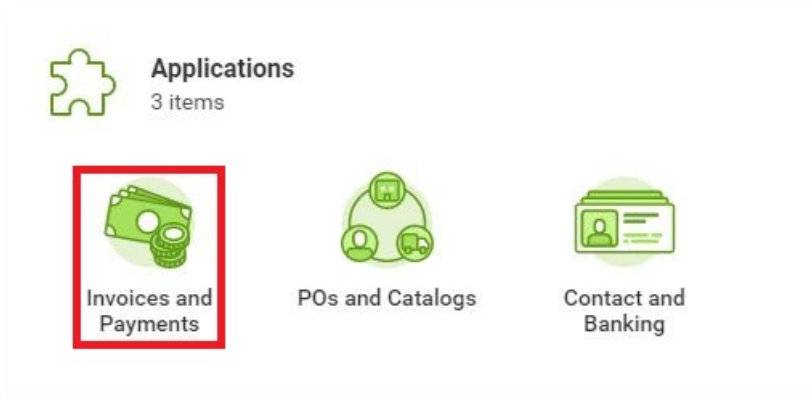 Applications
3 items
Invoices and
Payments
POs and Catalogs
Contact and
Banking